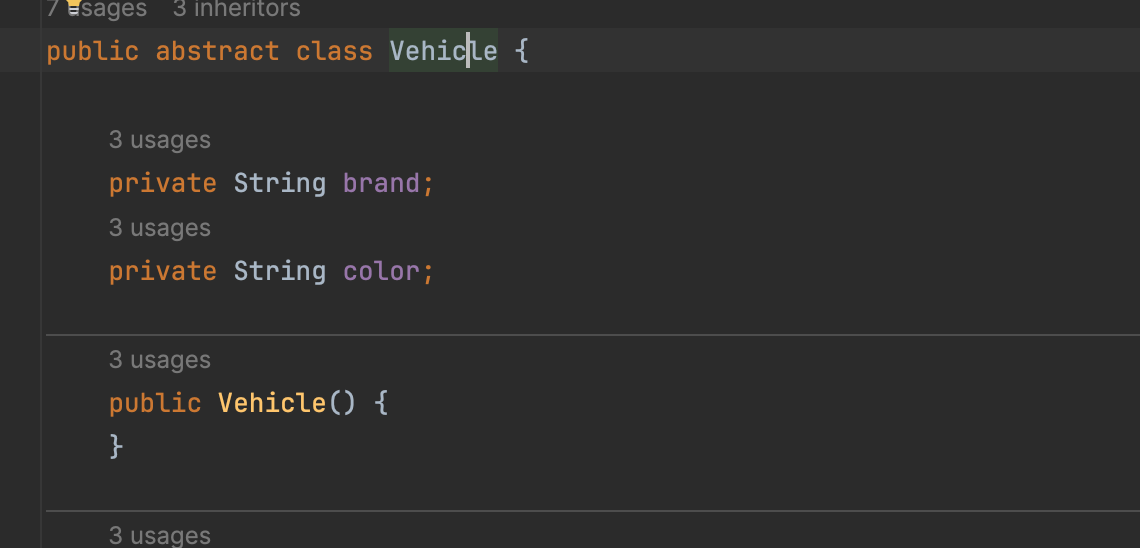 7 usages 3 inheritors
public abstract class Vehicle {
3 usages
private String brand;
3 usages
private String color;
3 usages
public Vehicle() {
}
3 usages